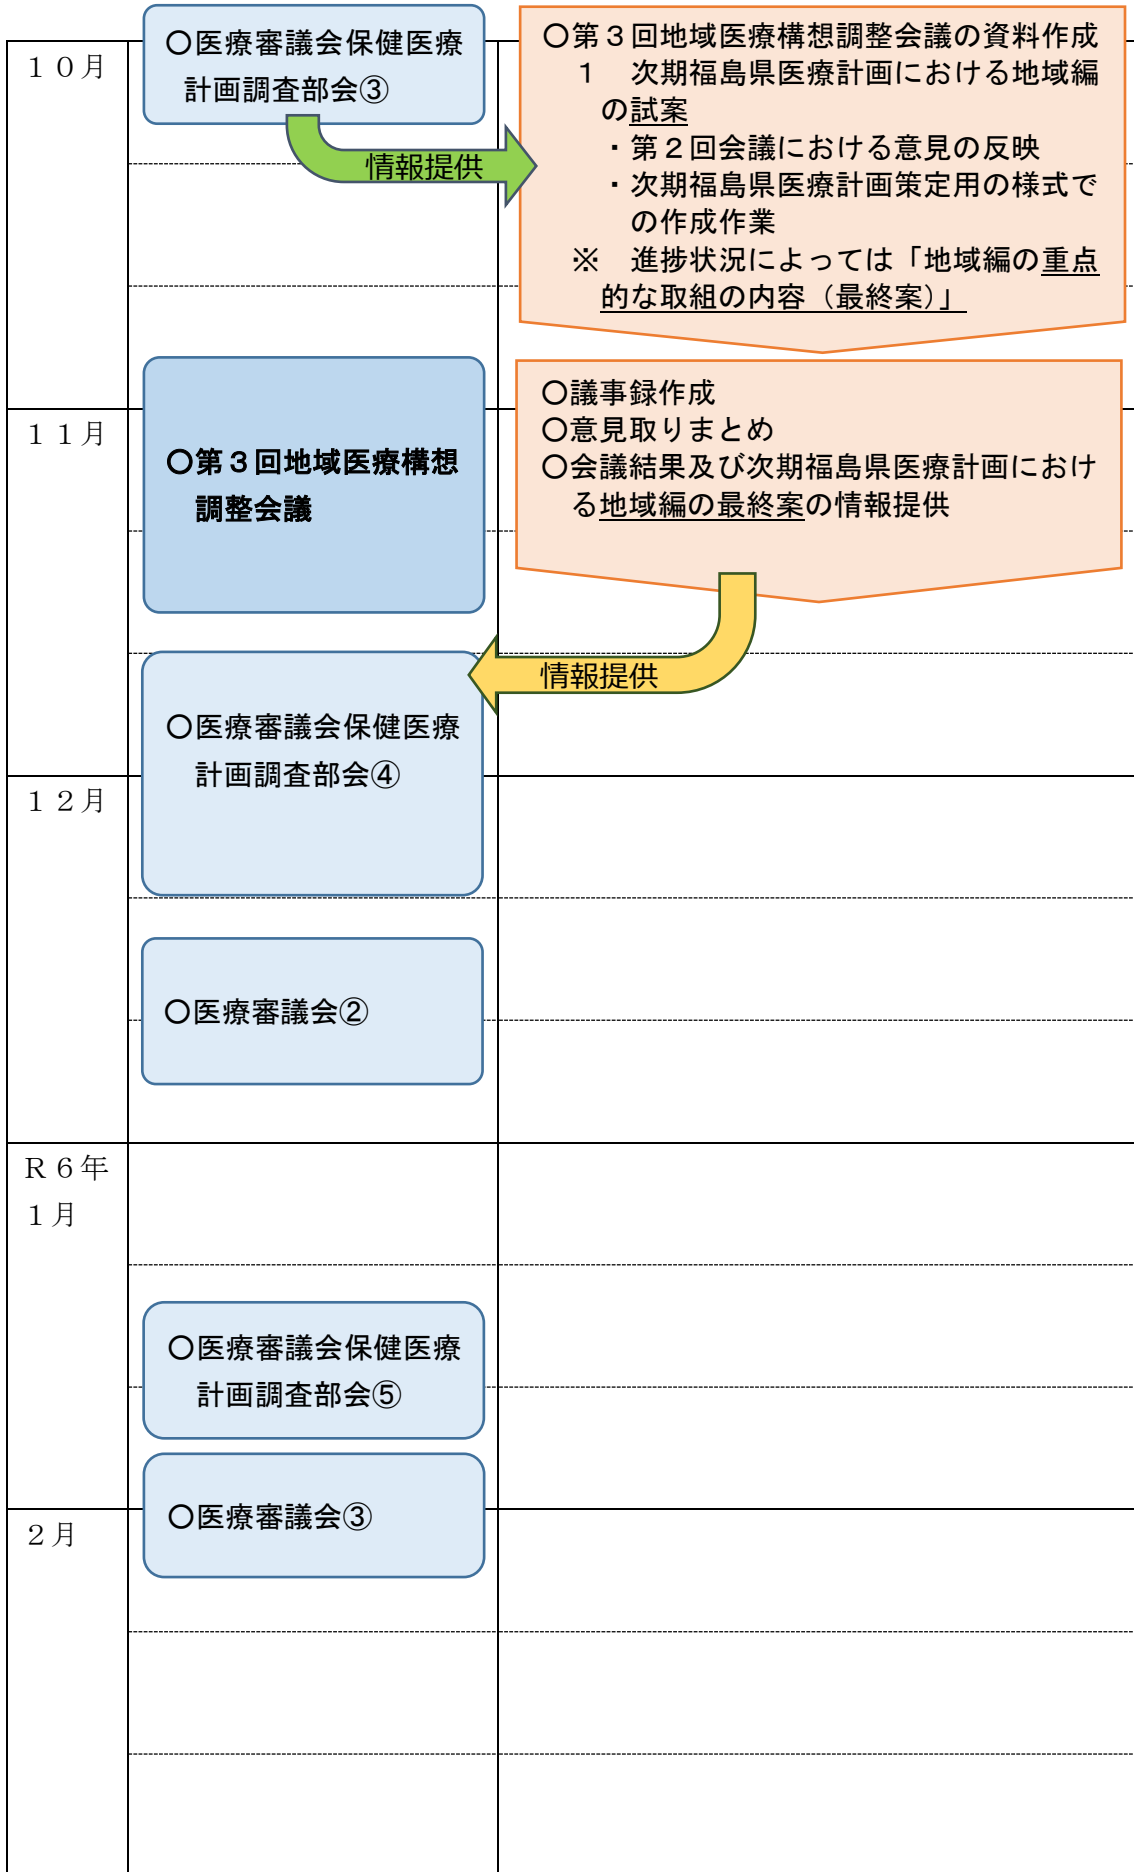 １０月
〇医療審議会保健医療
計画調査部会③
情報提供
〇第３回地域医療構想調整会議の資料作成
１　次期福島県医療計画における地域編
の試案
・第２回会議における意見の反映
・次期福島県医療計画策定用の様式で
の作成作業
※　進捗状況によっては「地域編の重点
的な取組の内容（最終案）」
１１月
〇第３回地域医療構想
調整会議
〇議事録作成
〇意見取りまとめ
〇会議結果及び次期福島県医療計画におけ
る地域編の最終案の情報提供
情報提供
〇医療審議会保健医療
計画調査部会④
１２月
〇医療審議会②
Ｒ６年
１月
〇医療審議会保健医療
計画調査部会⑤
〇医療審議会③
２月